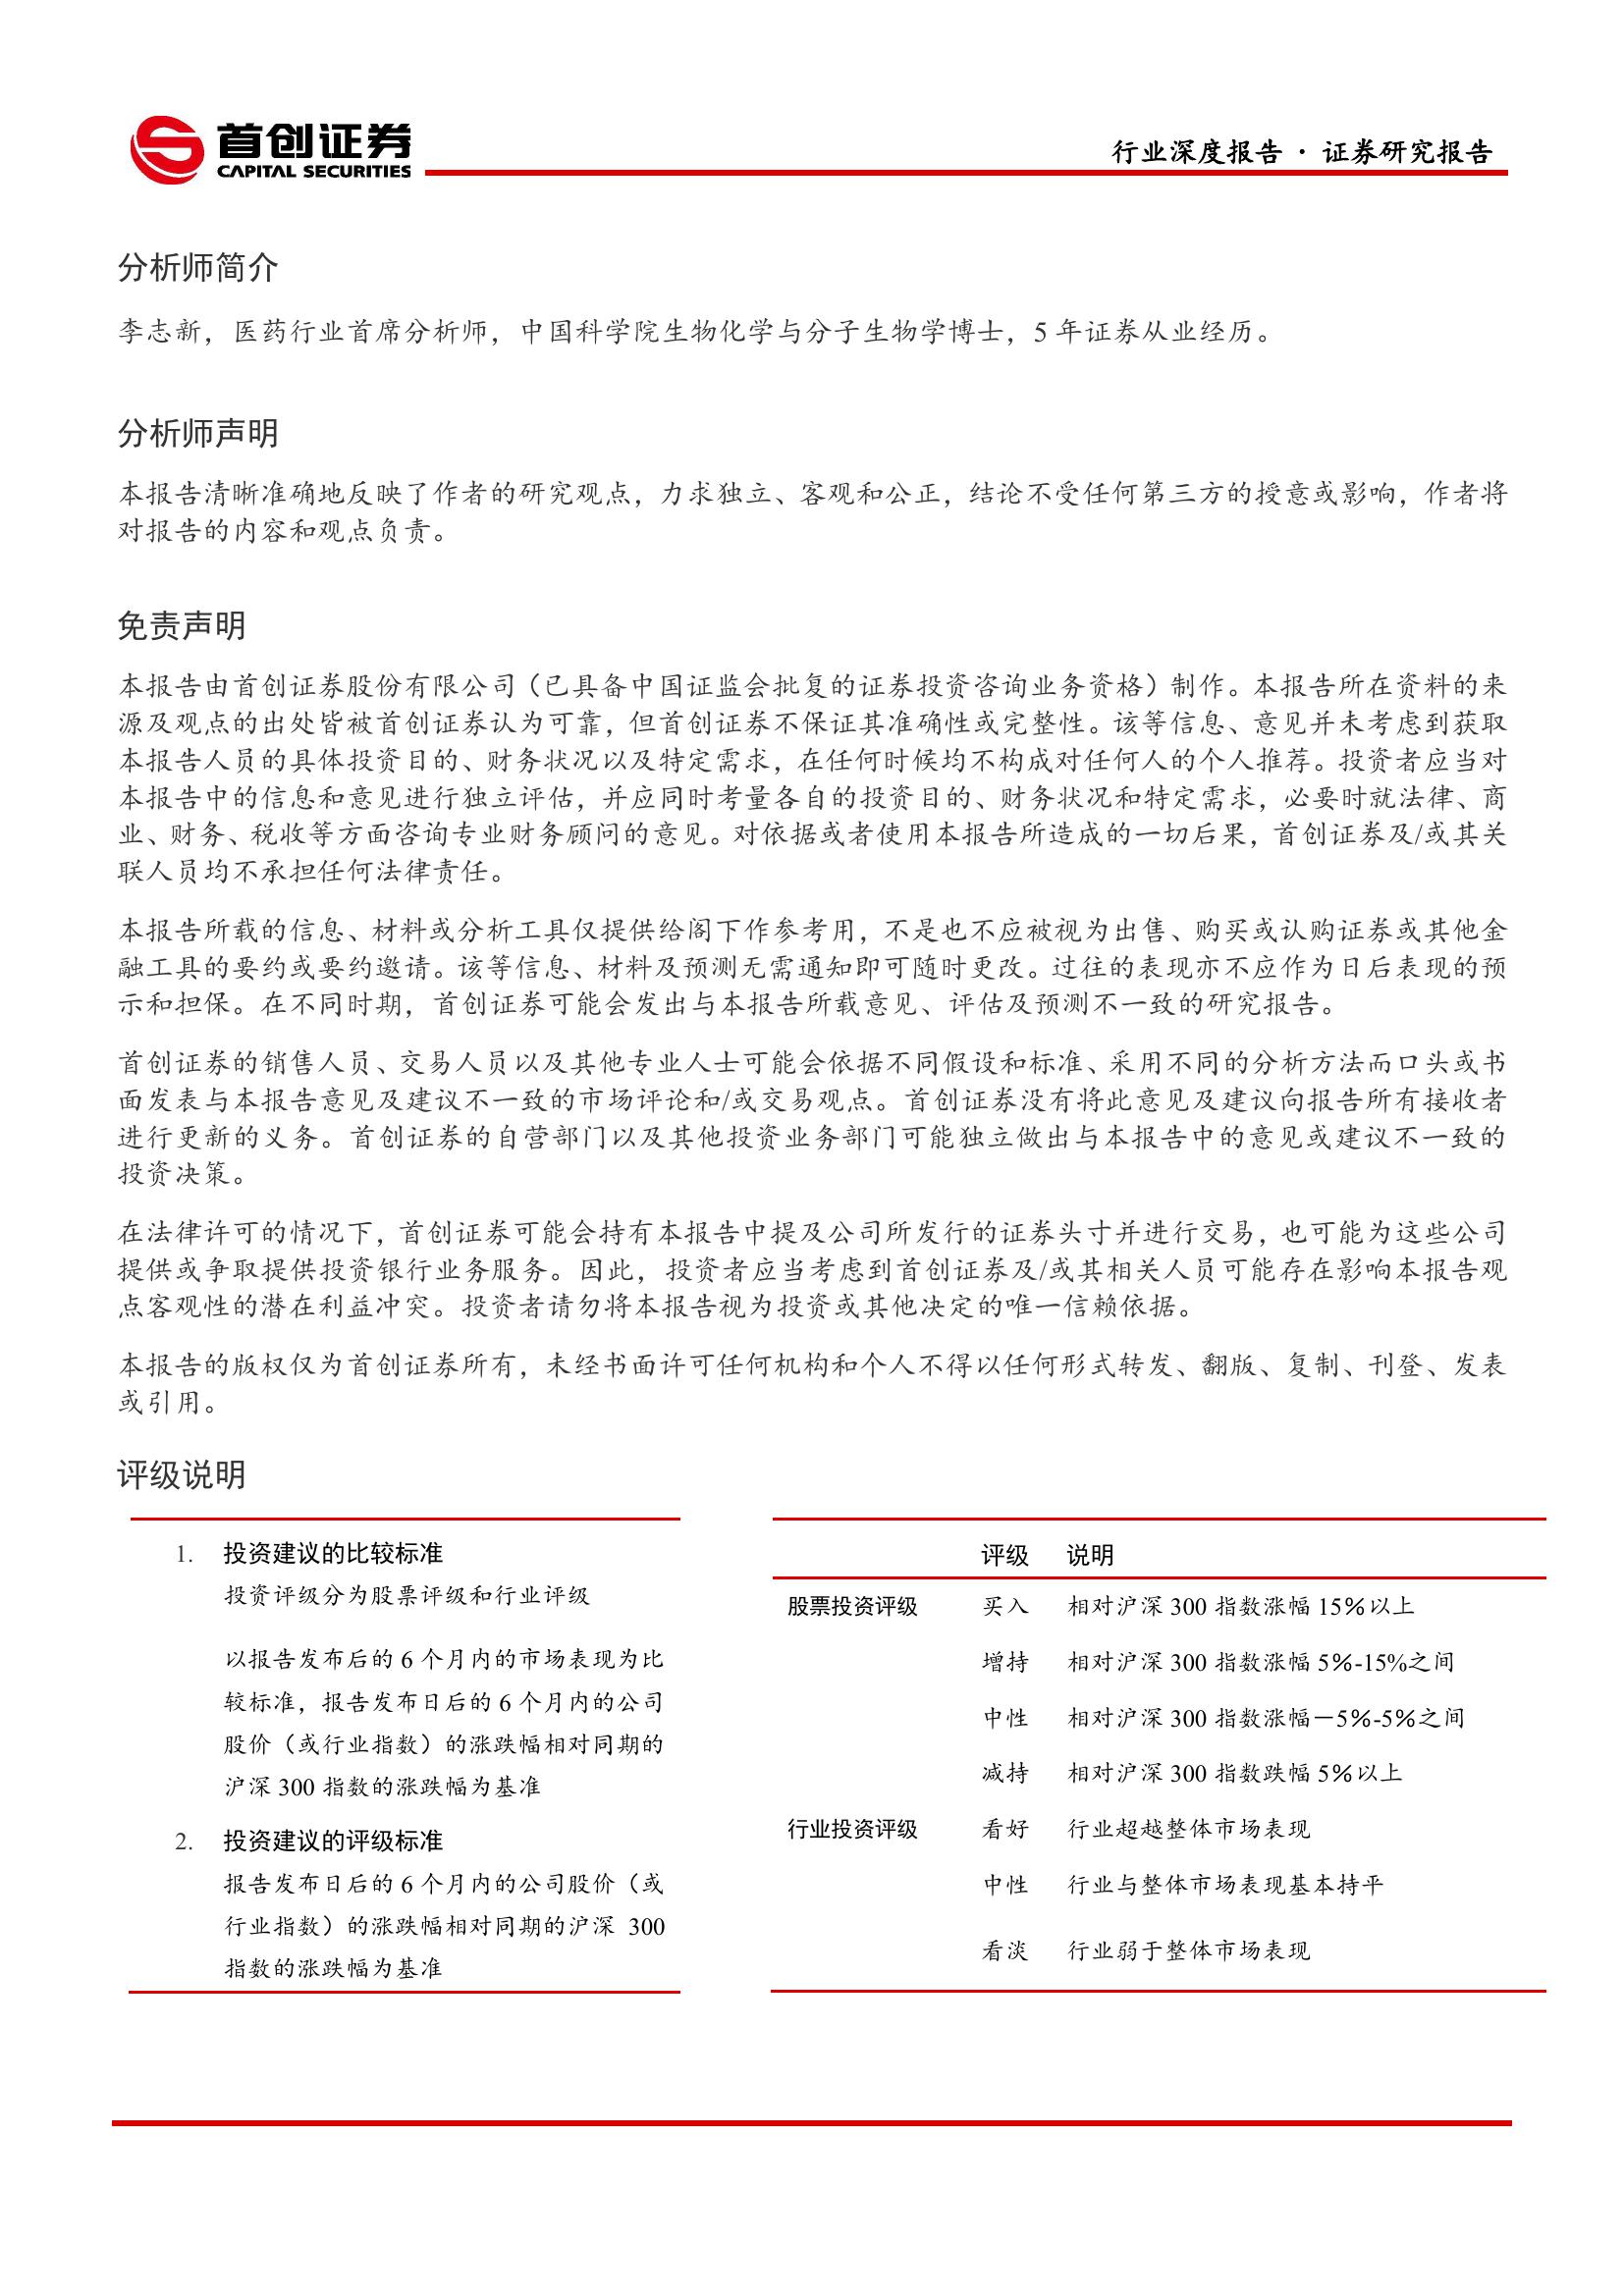 首创证券
CAPITAL SECURITIES
行业深度报告 · 证券研究报告
分析师简介
李志新，医药行业首席分析师，中国科学院生物化学与分子生物学博士，5 年证券从业经历。
分析师声明
本报告清晰准确地反映了作者的研究观点，力求独立、客观和公正，结论不受任何第三方的授意或影响，作者将
对报告的内容和观点负责。
免责声明
本报告由首创证券股份有限公司（已具备中国证监会批复的证券投资咨询业务资格）制作。本报告所在资料的来
源及观点的出处皆被首创证券认为可靠，但首创证券不保证其准确性或完整性。该等信息、意见并未考虑到获取
本报告人员的具体投资目的、财务状况以及特定需求，在任何时候均不构成对任何人的个人推荐。投资者应当对
本报告中的信息和意见进行独立评估，并应同时考量各自的投资目的、财务状况和特定需求，必要时就法律、商
业、财务、税收等方面咨询专业财务顾问的意见。对依据或者使用本报告所造成的一切后果，首创证券及/或其关
联人员均不承担任何法律责任。
本报告所载的信息、材料或分析工具仅提供给阁下作参考用，不是也不应被视为出售、购买或认购证券或其他金
融工具的要约或要约邀请。该等信息、材料及预测无需通知即可随时更改。过往的表现亦不应作为日后表现的预
示和担保。在不同时期，首创证券可能会发出与本报告所载意见、评估及预测不一致的研究报告。
首创证券的销售人员、交易人员以及其他专业人士可能会依据不同假设和标准、采用不同的分析方法而口头或书
面发表与本报告意见及建议不一致的市场评论和/或交易观点。首创证券没有将此意见及建议向报告所有接收者
进行更新的义务。首创证券的自营部门以及其他投资业务部门可能独立做出与本报告中的意见或建议不一致的
投资决策。
在法律许可的情况下，首创证券可能会持有本报告中提及公司所发行的证券头寸并进行交易，也可能为这些公司
提供或争取提供投资银行业务服务。因此，投资者应当考虑到首创证券及/或其相关人员可能存在影响本报告观
点客观性的潜在利益冲突。投资者请勿将本报告视为投资或其他决定的唯一信赖依据。
本报告的版权仅为首创证券所有，未经书面许可任何机构和个人不得以任何形式转发、翻版、复制、刊登、发表
或引用。
评级说明
1. 投资建议的比较标准
投资评级分为股票评级和行业评级
以报告发布后的 6 个月内的市场表现为比
较标准，报告发布日后的 6 个月内的公司
股价（或行业指数）的涨跌幅相对同期的
沪深 300 指数的涨跌幅为基准
2. 投资建议的评级标准
报告发布日后的 6 个月内的公司股价（或
行业指数）的涨跌幅相对同期的沪深 300
指数的涨跌幅为基准
评级 说明
股票投资评级 买入 相对沪深 300 指数涨幅 15％以上
增持 相对沪深 300 指数涨幅 5％-15％之间
中性 相对沪深 300 指数涨幅－5％-5％之间
减持 相对沪深 300 指数跌幅 5％以上
行业投资评级 看好 行业超越整体市场表现
中性 行业与整体市场表现基本持平
看淡 行业弱于整体市场表现